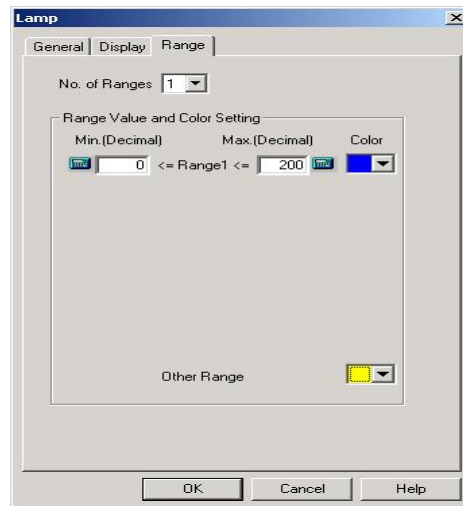 Lamp
General Display Range
No. of Ranges 1
Range Value and Color Setting
Min.(Decimal) Max.(Decimal) Color
0 <= Range1 <= 200
Other Range
OK Cancel Help